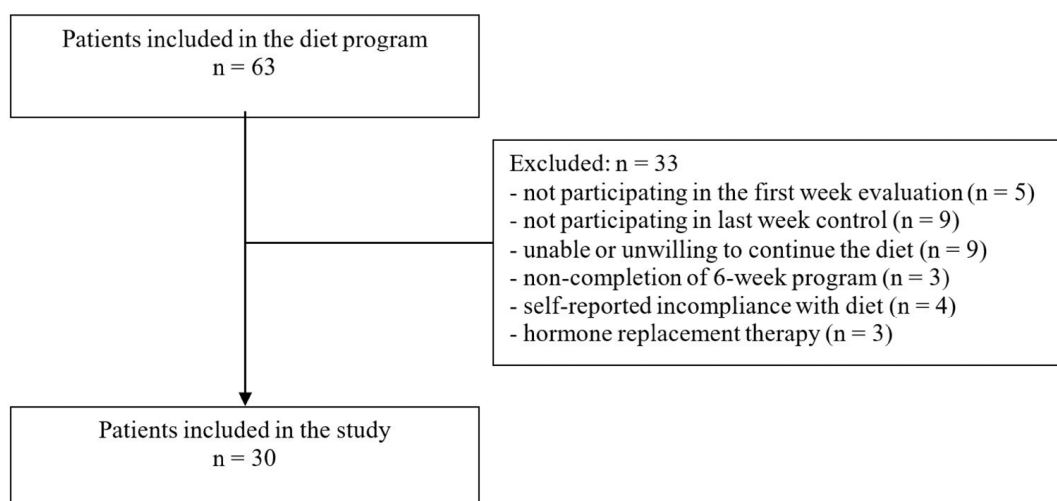 Patients included in the diet program
n = 63
Excluded: n = 33
- not participating in the first week evaluation (n = 5)
- not participating in last week control (n = 9)
- unable or unwilling to continue the diet (n = 9)
- non-completion of 6-week program (n = 3)
- self-reported incompliance with diet (n = 4)
- hormone replacement therapy (n = 3)
Patients included in the study
n = 30